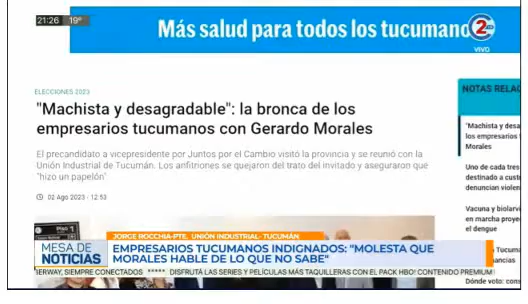 21:26 19°
Más salud para todos los tucumano
2
VIVO
ELECCIONES 2023
"Machista y desagradable": la bronca de los
empresarios tucumanos con Gerardo Morales
El precandidato a vicepresidente por Juntos por el Cambio visitó la provincia y se reunió con la
Unión Industrial de Tucumán. Los anfitriones se quejaron del trato del invitado y aseguraron que
"hizo un papelón"
02 Ago 2023 - 12:53
NOTAS RELAC
"Machista y desa
los empresarios t
Morales
Uno de cada tres
destinado a cust
denuncian violen
Vacuna y biolarvi
en marcha proye
el dengue
Tucuma
ancias
Dónde voto: cons
JORGE ROCCHIA-PTE. UNIÓN INDUSTRIAL- TUCUMÁN
MESA DE
NOTICIAS
EMPRESARIOS TUCUMANOS INDIGNADOS: "MOLESTA QUE
MORALES HABLE DE LO QUE NO SABE"
IERWAY, SIEMPRE CONECTADOS ***** DISFRUTÁ LAS SERIES Y PELÍCULAS MÁS TAQUILLERAS CON EL PACK HBO! CONTENIDO PREMIUM